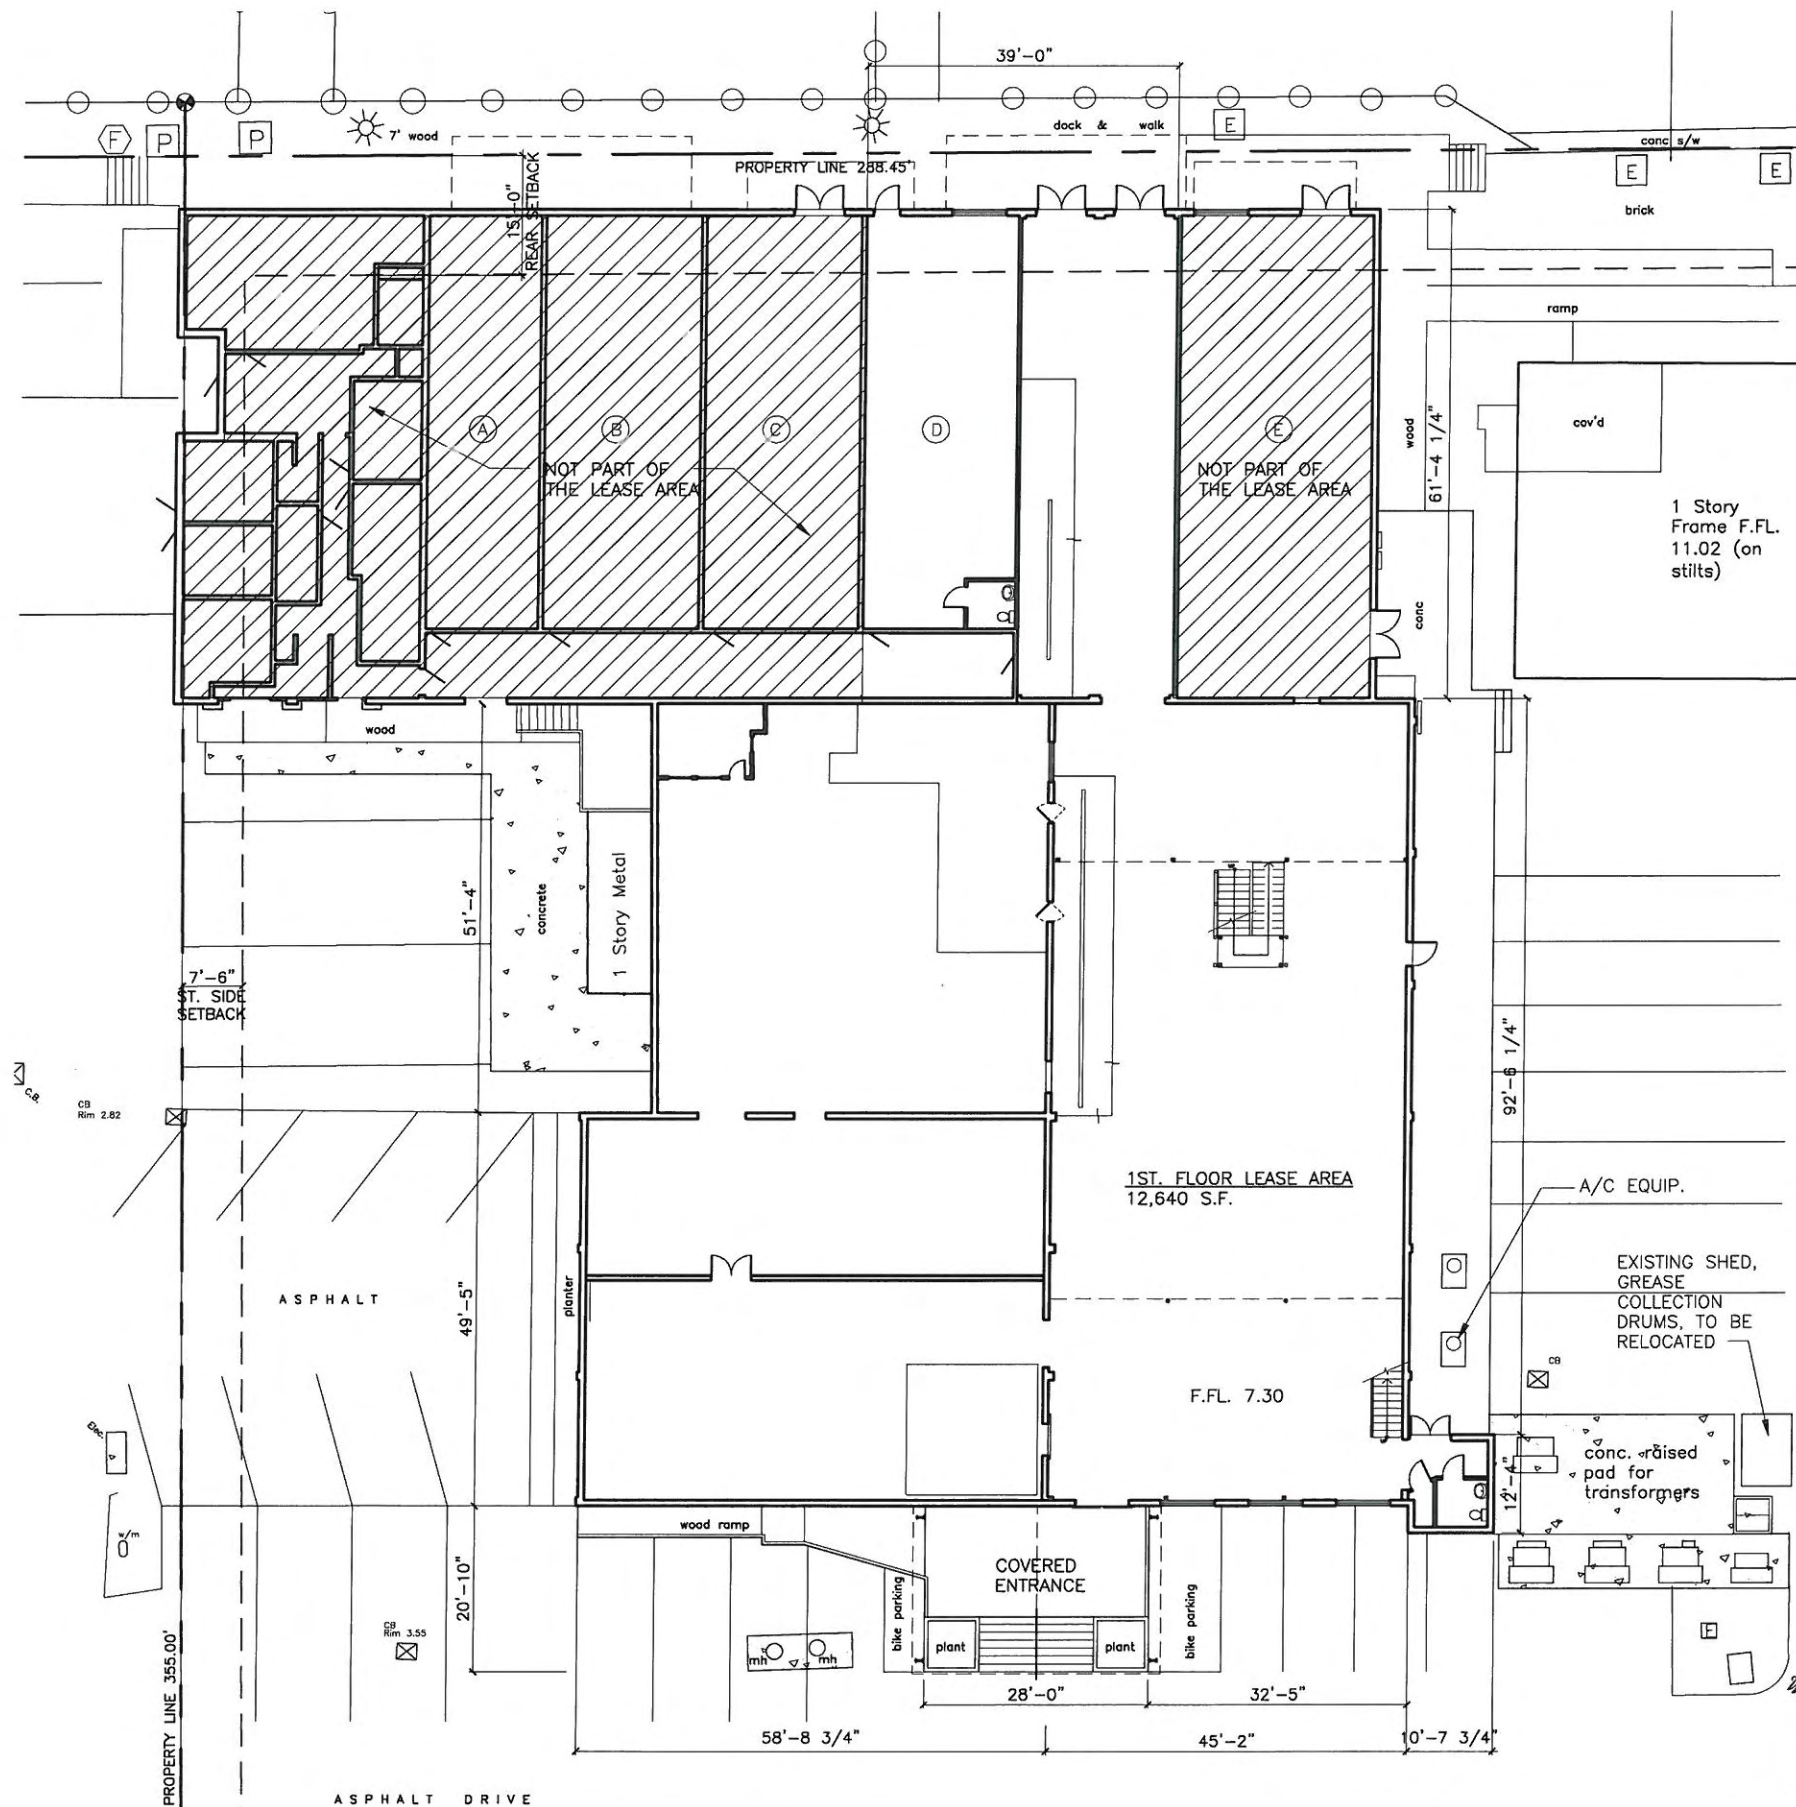 39'-0"
F
P
P
7' wood
dock & walk
E
conc s/w
E
E
PROPERTY LINE 288.45'
15'-0"
REAR SETBACK
brick
ramp
cov'd
wood
61'-4 1/4"
A
B
C
D
E
NOT PART OF
THE LEASE AREA
NOT PART OF
THE LEASE AREA
1 Story
Frame F.FL.
11.02 (on
stilts)
conc
wood
51'-4"
concrete
1 Story Metal
7'-6"
ST. SIDE
SETBACK
C.B.
CB
Rim 2.82
92'-6 1/4"
1ST. FLOOR LEASE AREA
12,640 S.F.
A/C EQUIP.
ASPHALT
49'-5"
planter
EXISTING SHED,
GREASE
COLLECTION
DRUMS, TO BE
RELOCATED
CB
F.FL. 7.30
Elec.
conc. raised
pad for
transformers
12'-4"
w/m
wood ramp
COVERED
ENTRANCE
20'-10"
bike parking
bike parking
CB
Rim 3.55
mh
mh
plant
plant
E
PROPERTY LINE 355.00'
28'-0"
32'-5"
58'-8 3/4"
45'-2"
10'-7 3/4"
ASPHALT DRIVE